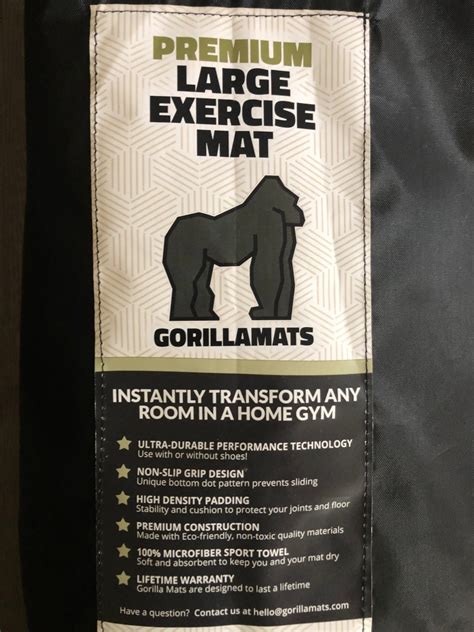 PREMIUM
LARGE
EXERCISE
MAT
GORILLAMATS
INSTANTLY TRANSFORM ANY
ROOM IN A HOME GYM
ULTRA-DURABLE PERFORMANCE TECHNOLOGY
Use with or without shoes!
NON-SLIP GRIP DESIGN
Unique bottom dot pattern prevents sliding
HIGH DENSITY PADDING
Stability and cushion to protect your joints and floor
PREMIUM CONSTRUCTION
Made with Eco-friendly, non-toxic quality materials
100% MICROFIBER SPORT TOWEL
Soft and absorbent to keep you and your mat dry
LIFETIME WARRANTY
Gorilla Mats are designed to last a lifetime
Have a question? Contact us at hello@gorillamats.com